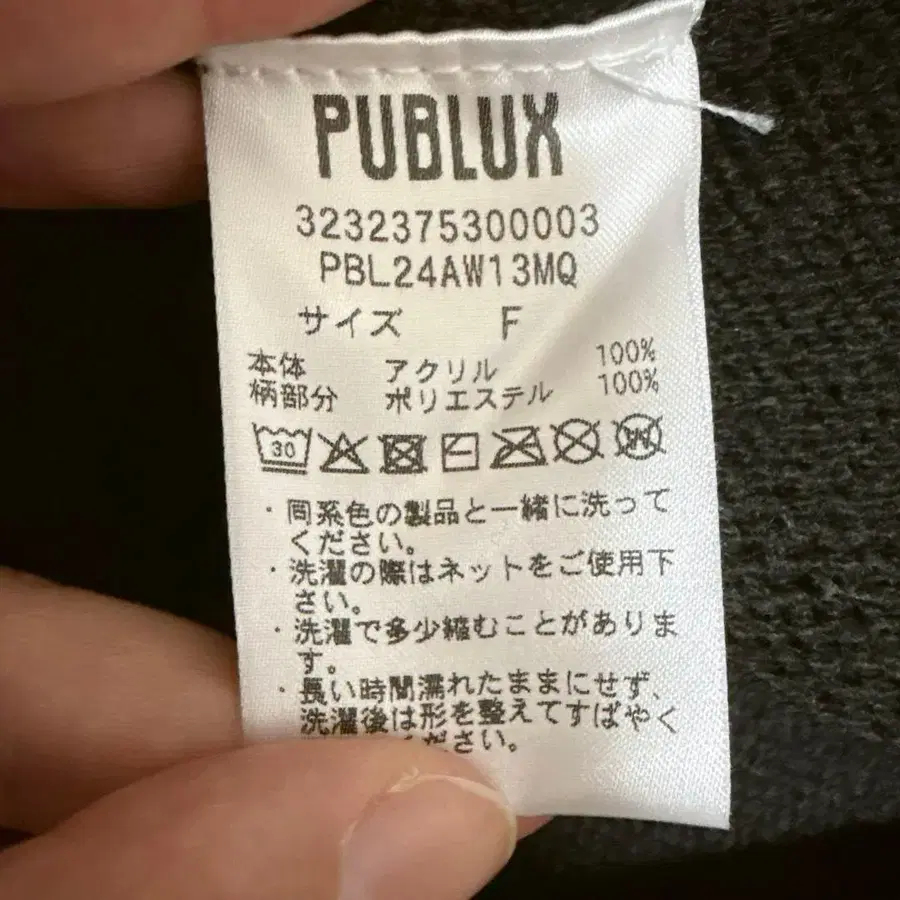 PUBLUX
3232375300003
PBL24AW13MQ
サイズ F
本体 アクリル 100%
柄部分 ポリエステル 100%
30
・同系色の製品と一緒に洗って
ください。
・洗濯の際はネットをご使用下
さい。
・洗濯で多少縮むことがありま
す。
・長い時間濡れたままにせず、
洗濯後は形を整えてすばやく
ください。